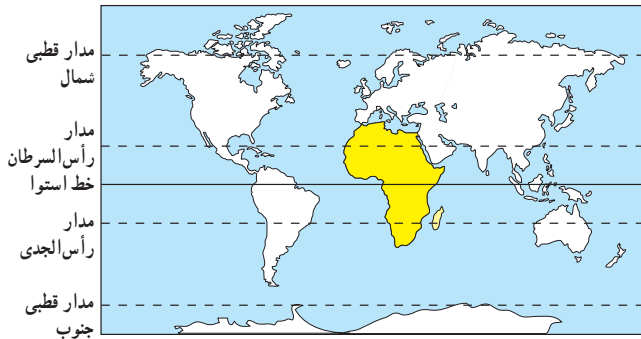 مدار قطبی
شمال
مدار
رأس‌السرطان
خط استوا
مدار
رأس‌الجدی
مدار قطبی
جنوب